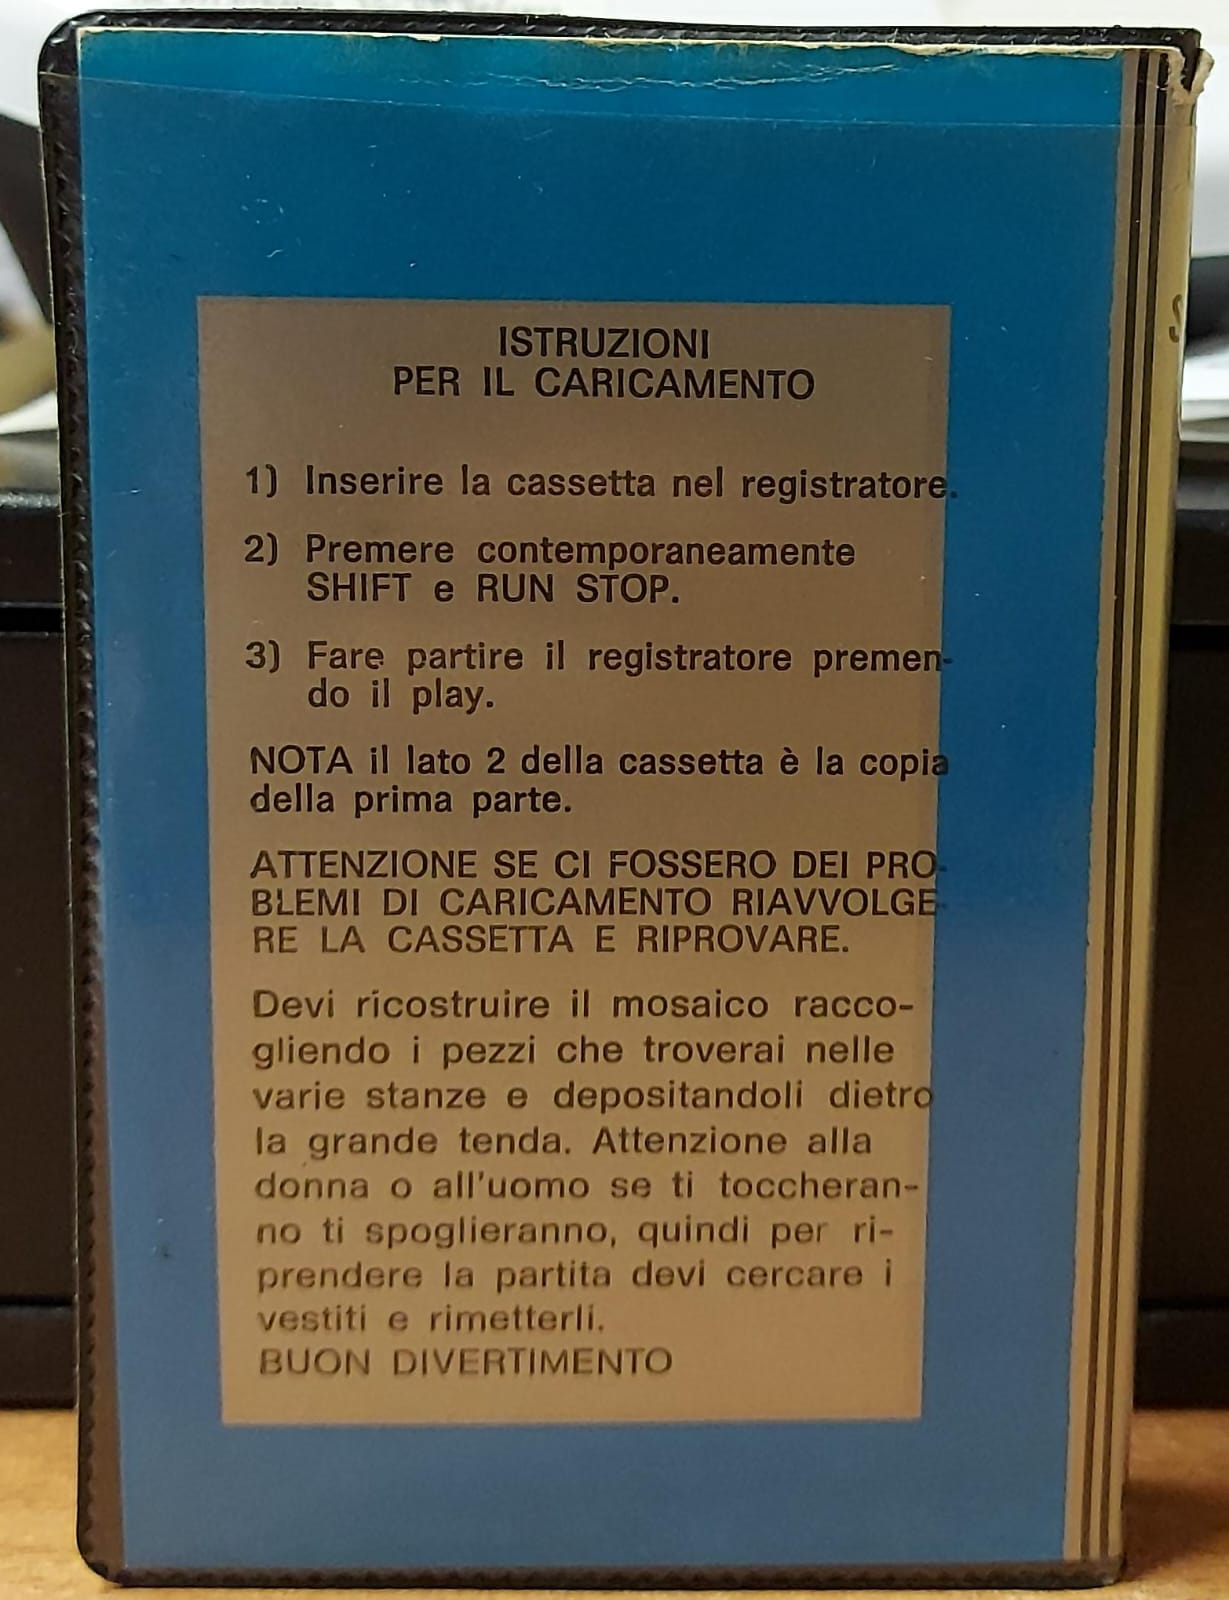 ISTRUZIONI
PER IL CARICAMENTO
1) Inserire la cassetta nel registratore.
2) Premere contemporaneamente
SHIFT e RUN STOP.
3) Fare partire il registratore premen-
do il play.
NOTA il lato 2 della cassetta è la copia
della prima parte.
ATTENZIONE SE CI FOSSERO DEI PRO-
BLEMI DI CARICAMENTO RIAVVOLGE-
RE LA CASSETTA E RIPROVARE.
Devi ricostruire il mosaico racco-
gliendo i pezzi che troverai nelle
varie stanze e depositandoli dietro
la grande tenda. Attenzione alla
donna o all'uomo se ti toccheran-
no ti spoglieranno, quindi per ri-
prendere la partita devi cercare i
vestiti e rimetterli.
BUON DIVERTIMENTO